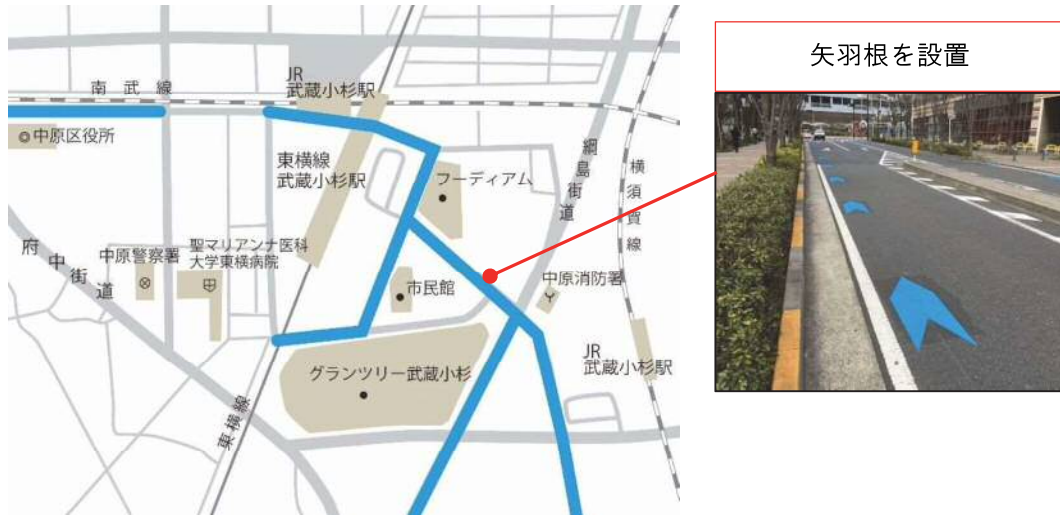 矢羽根を設置
JR
武蔵小杉駅
南武線
中原区役所
東横線
武蔵小杉駅
フーディアム
綱島街道
横須賀線
府中街道
中原警察署
聖マリアンナ医科
大学東横病院
市民館
中原消防署
JR
武蔵小杉駅
グランツリー武蔵小杉
東横線